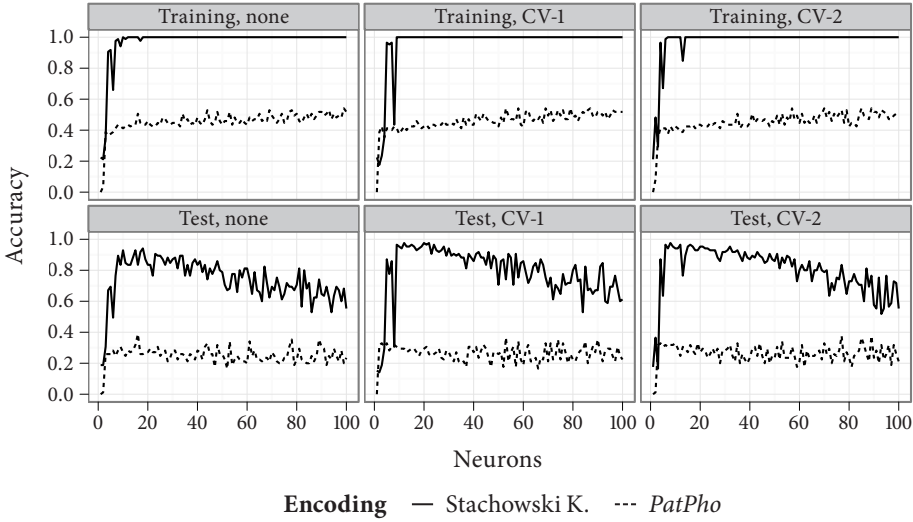 Training, none Training, CV-1 Training, CV-2
1.0
0.8
0.6
0.4
0.2
0.0
Test, none Test, CV-1 Test, CV-2
1.0
0.8
0.6
0.4
0.2
0.0
Accuracy
0 20 40 60 80 100 0 20 40 60 80 100 0 20 40 60 80 100
Neurons
Encoding Stachowski K. PatPho